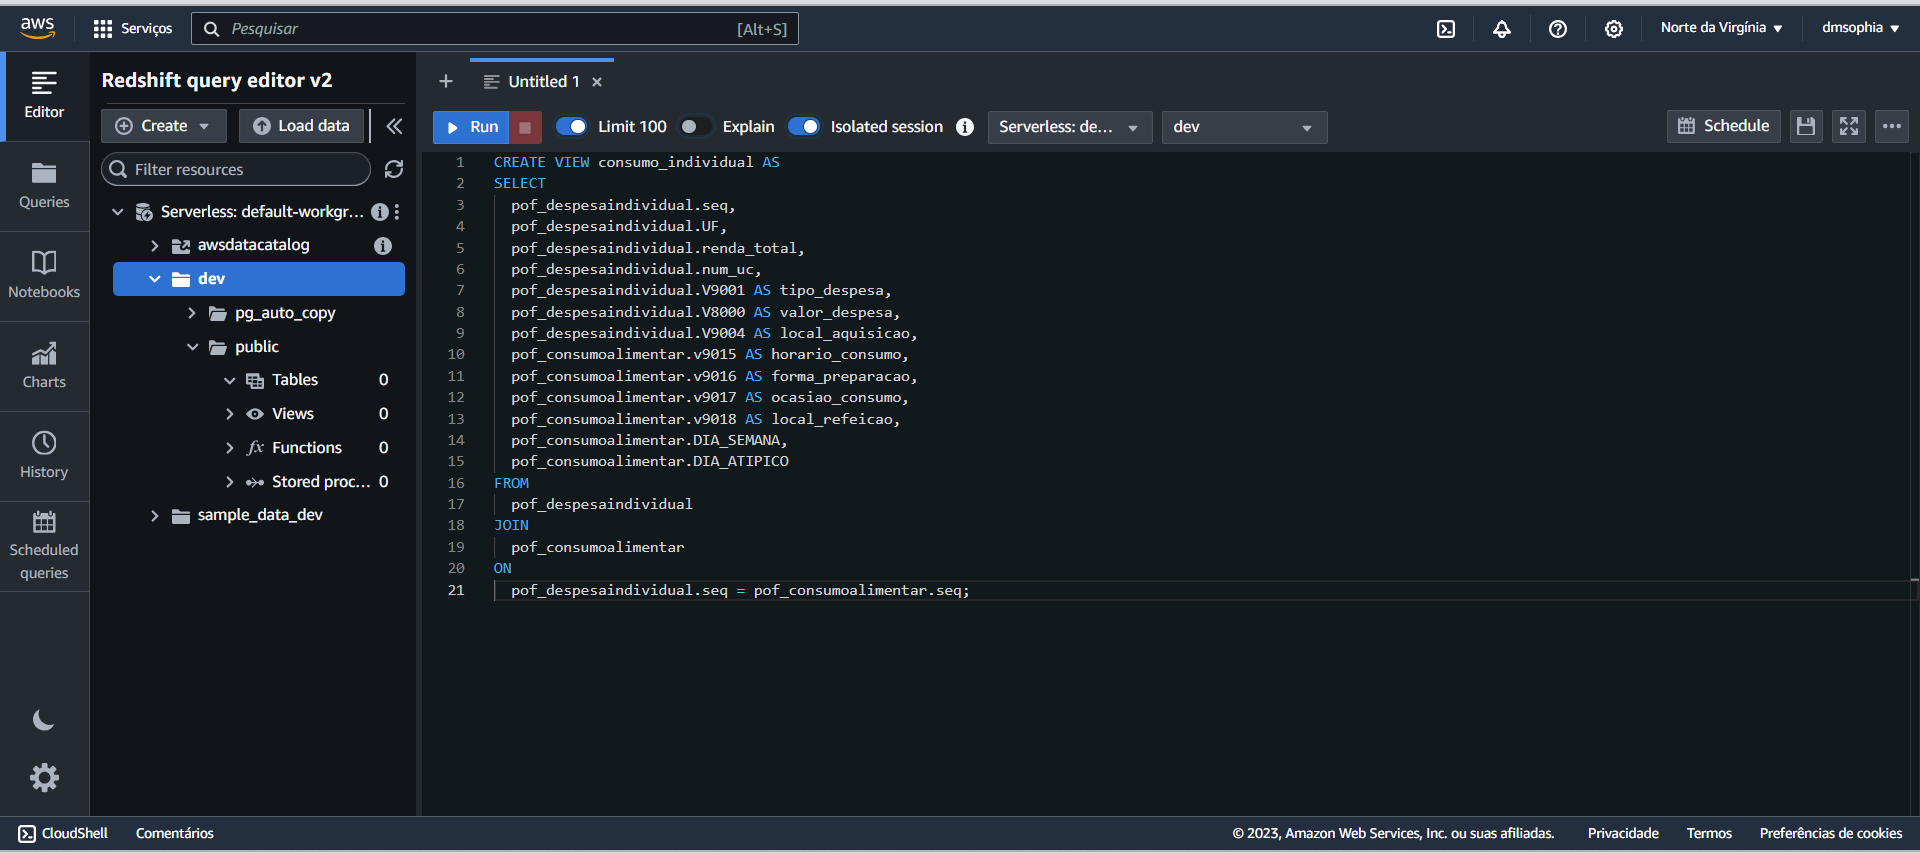 aws
Serviços
Pesquisar
[Alt+S]
Norte da Virgínia
dmsophia
Editor
Queries
Notebooks
Charts
History
Scheduled
queries
Redshift query editor v2
Create
Load data
Filter resources
Serverless: default-workgr...
awsdatacatalog
dev
pg_auto_copy
public
Tables 0
Views 0
Functions 0
Stored proc... 0
sample_data_dev
Untitled 1
Run
Limit 100
Explain
Isolated session
Serverless: de...
dev
Schedule
1 CREATE VIEW consumo_individual AS
2 SELECT
3 pof_despesaindividual.seq,
4 pof_despesaindividual.UF,
5 pof_despesaindividual.renda_total,
6 pof_despesaindividual.num_uc,
7 pof_despesaindividual.V9001 AS tipo_despesa,
8 pof_despesaindividual.V8000 AS valor_despesa,
9 pof_despesaindividual.V9004 AS local_aquisicao,
10 pof_consumoalimentar.v9015 AS horario_consumo,
11 pof_consumoalimentar.v9016 AS forma_preparacao,
12 pof_consumoalimentar.v9017 AS ocasiao_consumo,
13 pof_consumoalimentar.v9018 AS local_refeicao,
14 pof_consumoalimentar.DIA_SEMANA,
15 pof_consumoalimentar.DIA_ATIPICO
16 FROM
17 pof_despesaindividual
18 JOIN
19 pof_consumoalimentar
20 ON
21 pof_despesaindividual.seq = pof_consumoalimentar.seq;
CloudShell
Comentários
© 2023, Amazon Web Services, Inc. ou suas afiliadas.
Privacidade
Termos
Preferências de cookies